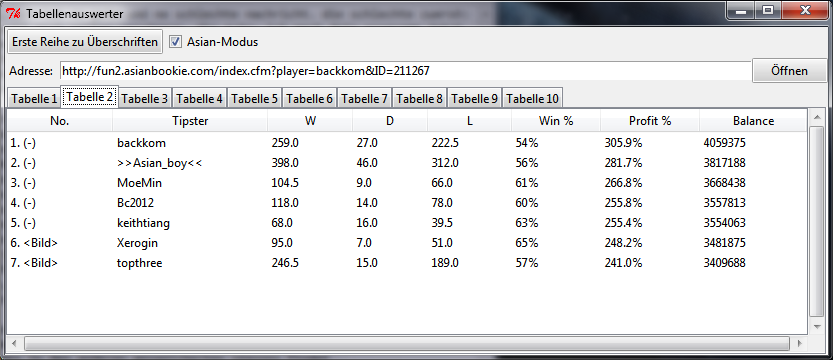 Tabellenauswerter
Erste Reihe zu Überschriften Asian-Modus
Adresse: http://fun2.asianbookie.com/index.cfm?player=backkom&ID=211267 Öffnen
Tabelle 1 Tabelle 2 Tabelle 3 Tabelle 4 Tabelle 5 Tabelle 6 Tabelle 7 Tabelle 8 Tabelle 9 Tabelle 10
No. Tipster W D L Win % Profit % Balance
1. (-) backkom 259.0 27.0 222.5 54% 305.9% 4059375
2. (-) >>Asian_boy<< 398.0 46.0 312.0 56% 281.7% 3817188
3. (-) MoeMin 104.5 9.0 66.0 61% 266.8% 3668438
4. (-) Bc2012 118.0 14.0 78.0 60% 255.8% 3557813
5. (-) keithtiang 68.0 16.0 39.5 63% 255.4% 3554063
6. <Bild> Xerogin 95.0 7.0 51.0 65% 248.2% 3481875
7. <Bild> topthree 246.5 15.0 189.0 57% 241.0% 3409688